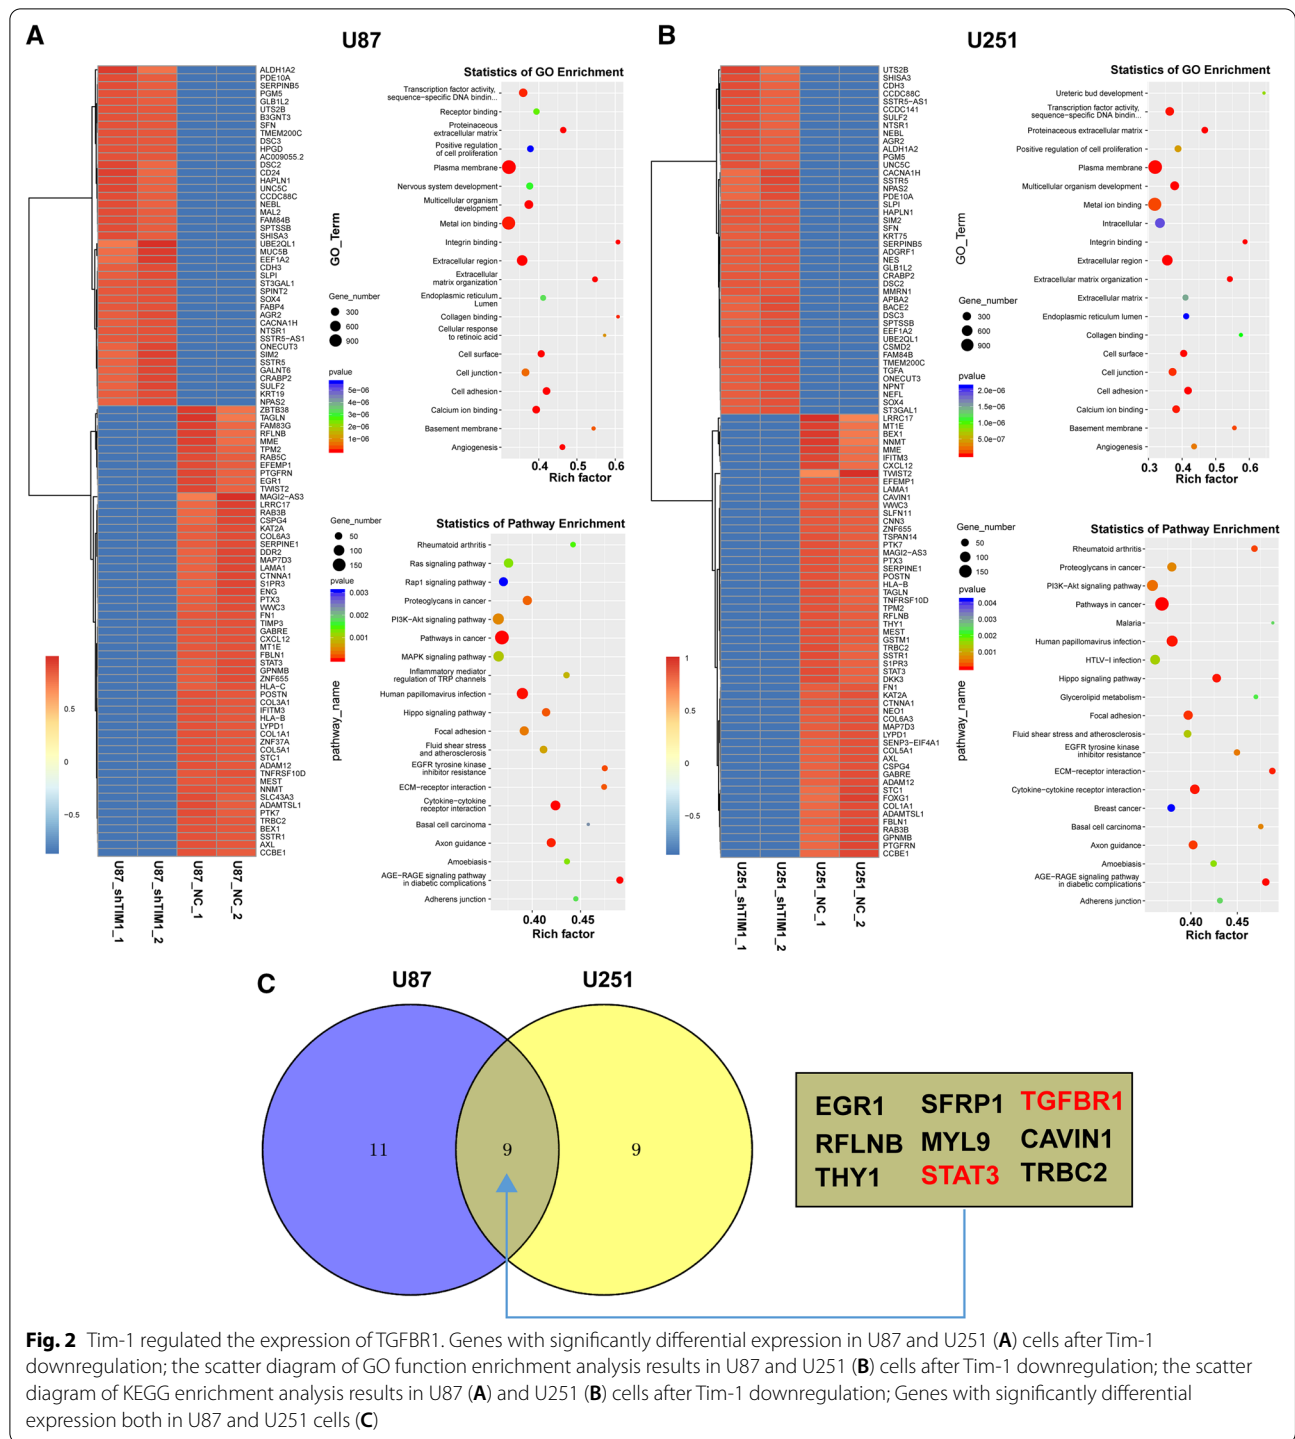 A
U87
ALDH1A2
PDE10A
SERPINB5
PGM5
GLB1L2
UTS2B
B3GNT3
SFN
TMEM200C
DSC3
HPGD
AC009055.2
DSC2
CD24
HAPLN1
UNC5C
CCDC88C
NEBL
MAL2
FAM84B
SPTSSB
SHISA3
UBE2QL1
MUC5B
EEF1A2
CDH3
SLPI
ST3GAL1
SPINT2
SOX4
FABP4
AGR2
CACNA1H
NTSR1
SSTR5−AS1
ONECUT3
SIM2
SSTR5
GALNT6
CRABP2
SULF2
KRT19
NPAS2
ZBTB38
TAGLN
FAM83G
RFLNB
MME
TPM2
RAB5C
EFEMP1
PTGFRN
EGR1
TWIST2
MAGI2−AS3
LRRC17
RAB3B
CSPG4
KAT2A
COL6A3
SERPINE1
DDR2
MAP7D3
LAMA1
CTNNA1
S1PR3
ENG
PTX3
WWC3
FN1
TIMP3
GABRE
CXCL12
MT1E
FBLN1
STAT3
GPNMB
ZNF655
HLA−C
POSTN
COL3A1
IFITM3
HLA−B
LYPD1
COL1A1
ZNF37A
COL5A1
STC1
ADAM12
TNFRSF10D
MEST
NNMT
SLC43A3
ADAMTSL1
PTK7
TRBC2
BEX1
SSTR1
AXL
CCBE1
0.5
0
−0.5
U87_shTIM1_1
U87_shTIM1_2
U87_NC_1
U87_NC_2
Statistics of GO Enrichment
GO_Term
Transcription factor activity,
sequence−specific DNA bindin...
Receptor binding
Proteinaceous
extracellular matrix
Positive regulation
of cell proliferation
Plasma membrane
Nervous system development
Multicellular organism
development
Metal ion binding
Integrin binding
Extracellular region
Extracellular
matrix organization
Endoplasmic reticulum
Lumen
Collagen binding
Cellular response
to retinoic acid
Cell surface
Cell junction
Cell adhesion
Calcium ion binding
Basement membrane
Angiogenesis
0.4 0.5 0.6
Rich factor
Gene_number
300
600
900
pvalue
5e−06
4e−06
3e−06
2e−06
1e−06
Statistics of Pathway Enrichment
Gene_number
50
100
150
pvalue
0.003
0.002
0.001
pathway_name
Rheumatoid arthritis
Ras signaling pathway
Rap1 signaling pathway
Proteoglycans in cancer
PI3K−Akt signaling pathway
Pathways in cancer
MAPK signaling pathway
Inflammatory mediator
regulation of TRP channels
Human papillomavirus infection
Hippo signaling pathway
Focal adhesion
Fluid shear stress
and atherosclerosis
EGFR tyrosine kinase
inhibitor resistance
ECM−receptor interaction
Cytokine−cytokine
receptor interaction
Basal cell carcinoma
Axon guidance
Amoebiasis
AGE−RAGE signaling pathway
in diabetic complications
Adherens junction
0.40 0.45
Rich factor
B
U251
UTS2B
SHISA3
CDH3
CCDC88C
SSTR5−AS1
CCDC141
SULF2
NTSR1
NEBL
AGR2
ALDH1A2
PGM5
UNC5C
CACNA1H
SSTR5
NPAS2
PDE10A
SLPI
HAPLN1
SIM2
SFN
KRT75
SERPINB5
ADGRF1
NES
GLB1L2
CRABP2
DSC2
MMRN1
APBA2
BACE2
DSC3
SPTSSB
EEF1A2
UBE2QL1
CSMD2
FAM84B
TMEM200C
TGFA
ONECUT3
NPNT
NEFL
SOX4
ST3GAL1
LRRC17
MT1E
BEX1
NNMT
MME
IFITM3
CXCL12
TWIST2
EFEMP1
LAMA1
CAVIN1
WWC3
SLFN11
CNN3
ZNF655
TSPAN14
PTK7
MAGI2−AS3
PTX3
SERPINE1
POSTN
HLA−B
TAGLN
TNFRSF10D
TPM2
RFLNB
THY1
MEST
GSTM1
TRBC2
SSTR1
S1PR3
STAT3
DKK3
FN1
KAT2A
CTNNA1
NEO1
COL6A3
MAP7D3
LYPD1
SENP3−EIF4A1
COL5A1
AXL
CSPG4
GABRE
ADAM12
STC1
FOXG1
COL1A1
ADAMTSL1
FBLN1
RAB3B
GPNMB
PTGFRN
CCBE1
1
0.5
0
−0.5
U251_shTIM1_1
U251_shTIM1_2
U251_NC_1
U251_NC_2
Statistics of GO Enrichment
GO_Term
Ureteric bud development
Transcription factor activity,
sequence−specific DNA bindin...
Proteinaceous extracellular matrix
Positive regulation of cell proliferation
Plasma membrane
Multicellular organism development
Metal ion binding
Intracellular
Integrin binding
Extracellular region
Extracellular matrix organization
Extracellular matrix
Endoplasmic reticulum lumen
Collagen binding
Cell surface
Cell junction
Cell adhesion
Calcium ion binding
Basement membrane
Angiogenesis
0.3 0.4 0.5 0.6
Rich factor
Gene_number
300
600
900
pvalue
2.0e−06
1.5e−06
1.0e−06
5.0e−07
Statistics of Pathway Enrichment
Gene_number
50
100
150
pvalue
0.004
0.003
0.002
0.001
pathway_name
Rheumatoid arthritis
Proteoglycans in cancer
PI3K−Akt signaling pathway
Pathways in cancer
Malaria
Human papillomavirus infection
HTLV−I infection
Hippo signaling pathway
Glycerolipid metabolism
Focal adhesion
Fluid shear stress and atherosclerosis
EGFR tyrosine kinase
inhibitor resistance
ECM−receptor interaction
Cytokine−cytokine receptor interaction
Breast cancer
Basal cell carcinoma
Axon guidance
Amoebiasis
AGE−RAGE signaling pathway
in diabetic complications
Adherens junction
0.40 0.45
Rich factor
C
U87 U251
11 9 9
EGR1 SFRP1 TGFBR1
RFLNB MYL9 CAVIN1
THY1 STAT3 TRBC2
Fig. 2 Tim-1 regulated the expression of TGFBR1. Genes with significantly differential expression in U87 and U251 (A) cells after Tim-1
downregulation; the scatter diagram of GO function enrichment analysis results in U87 and U251 (B) cells after Tim-1 downregulation; the scatter
diagram of KEGG enrichment analysis results in U87 (A) and U251 (B) cells after Tim-1 downregulation; Genes with significantly differential
expression both in U87 and U251 cells (C)